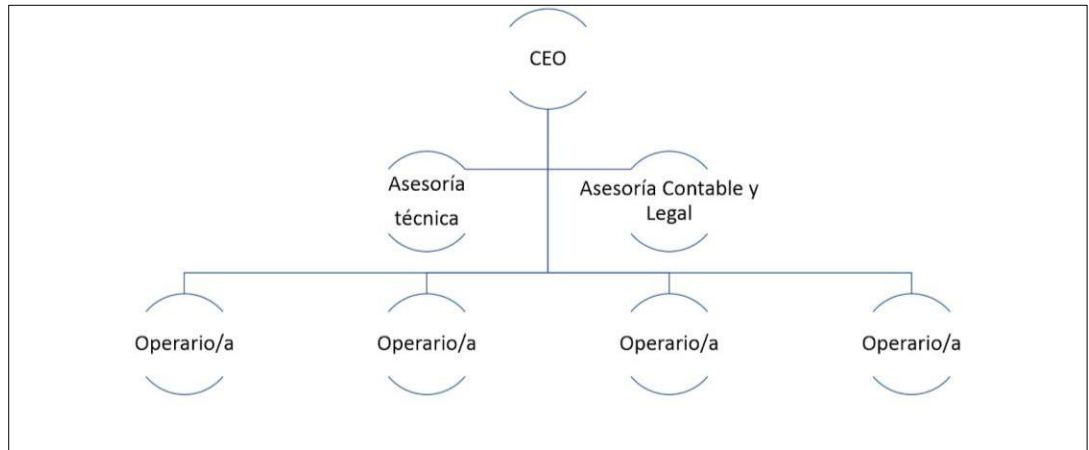 CEO
Asesoría
técnica
Asesoría Contable y
Legal
Operario/a
Operario/a
Operario/a
Operario/a